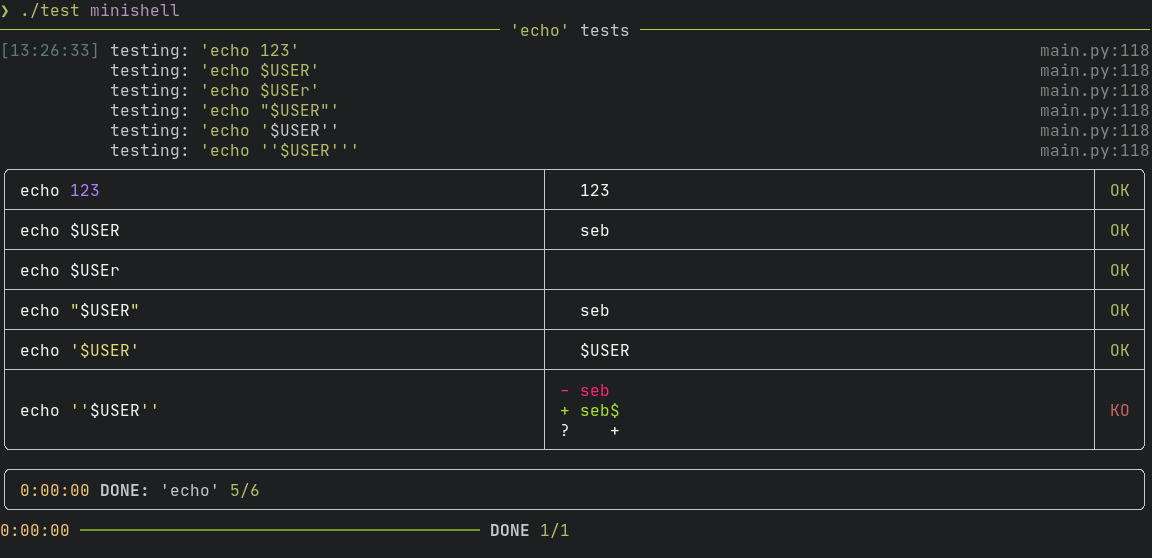 ❯ ./test minishell
'echo' tests
[13:26:33] testing: 'echo 123' main.py:118
testing: 'echo $USER' main.py:118
testing: 'echo $USEr' main.py:118
testing: 'echo "$USER"' main.py:118
testing: 'echo '$USER'' main.py:118
testing: 'echo ''$USER''' main.py:118
echo 123 123 OK
echo $USER seb OK
echo $USEr OK
echo "$USER" seb OK
echo '$USER' $USER OK
- seb
echo ''$USER'' + seb$ KO
? +
0:00:00 DONE: 'echo' 5/6
0:00:00 DONE 1/1